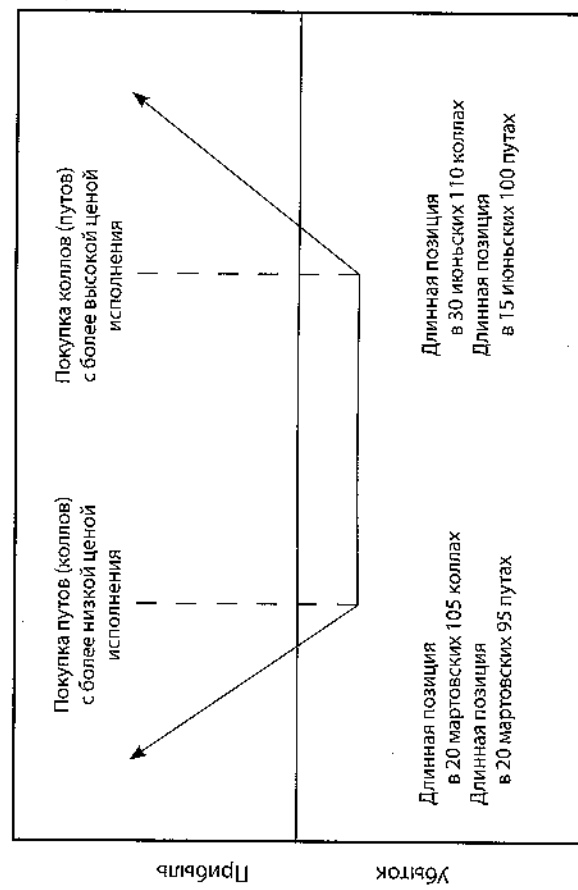 Прибыль
Убыток
Покупка путов (коллов)
с более низкой ценой
исполнения
Покупка коллов (путов)
с более высокой ценой
исполнения
Длинная позиция
в 20 мартовских 105 коллах
Длинная позиция
в 20 мартовских 95 путах
Длинная позиция
в 30 июньских 110 коллах
Длинная позиция
в 15 июньских 100 путах